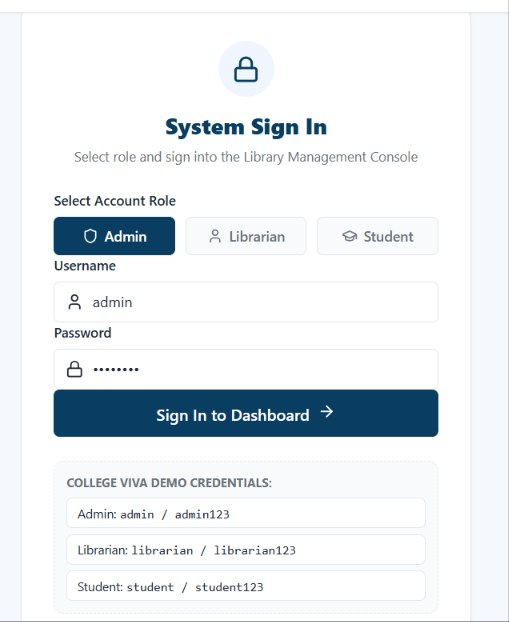 System Sign In
Select role and sign into the Library Management Console
Select Account Role
Admin Librarian Student
Username
admin
Password
••••••••
Sign In to Dashboard →
COLLEGE VIVA DEMO CREDENTIALS:
Admin: admin / admin123
Librarian: librarian / librarian123
Student: student / student123